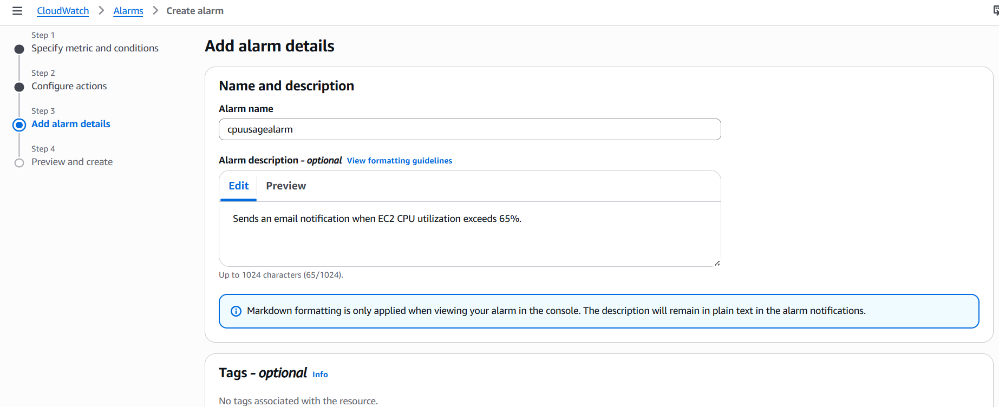 CloudWatch > Alarms > Create alarm
Step 1
Specify metric and conditions
Step 2
Configure actions
Step 3
Add alarm details
Step 4
Preview and create
Add alarm details
Name and description
Alarm name
cpuusagealarm
Alarm description - optional View formatting guidelines
Edit Preview
Sends an email notification when EC2 CPU utilization exceeds 65%.
Up to 1024 characters (65/1024).
Markdown formatting is only applied when viewing your alarm in the console. The description will remain in plain text in the alarm notifications.
Tags - optional Info
No tags associated with the resource.